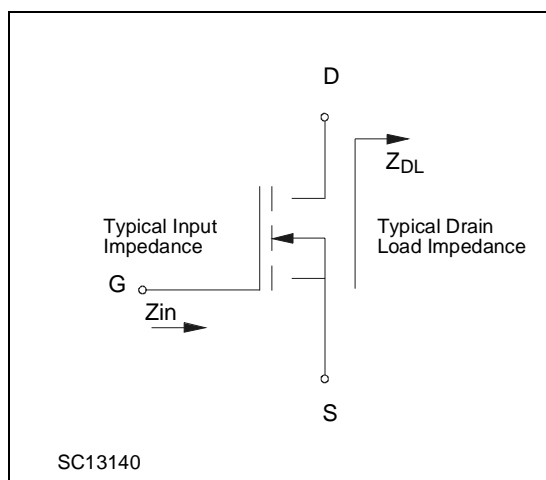 D
Z_DL
Typical Input
Impedance
Typical Drain
Load Impedance
G
Zin
S
SC13140